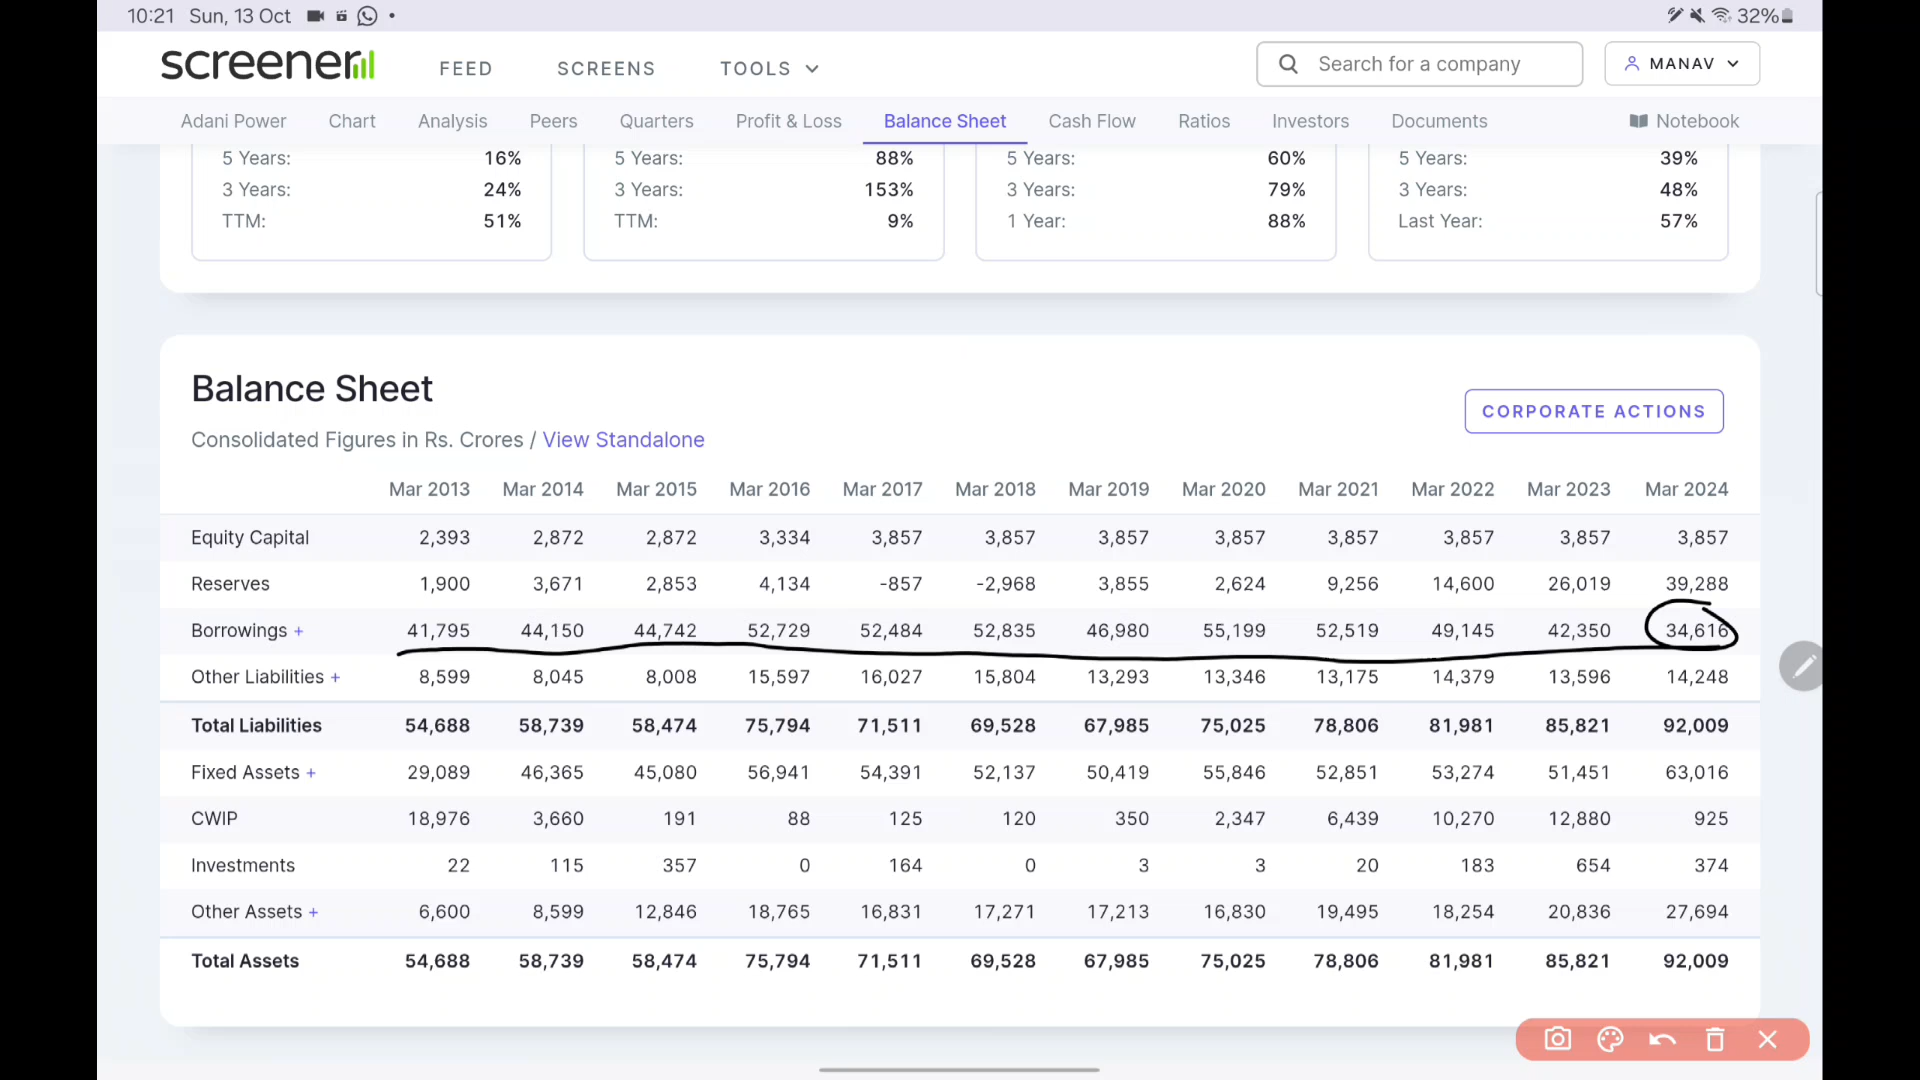 10:21 Sun, 13 Oct 32%
screener FEED SCREENS TOOLS Search for a company MANAV
Adani Power Chart Analysis Peers Quarters Profit & Loss Balance Sheet Cash Flow Ratios Investors Documents Notebook
5 Years: 16% 5 Years: 88% 5 Years: 60% 5 Years: 39%
3 Years: 24% 3 Years: 153% 3 Years: 79% 3 Years: 48%
TTM: 51% TTM: 9% 1 Year: 88% Last Year: 57%
Balance Sheet
CORPORATE ACTIONS
Consolidated Figures in Rs. Crores / View Standalone
Mar 2013 Mar 2014 Mar 2015 Mar 2016 Mar 2017 Mar 2018 Mar 2019 Mar 2020 Mar 2021 Mar 2022 Mar 2023 Mar 2024
Equity Capital 2,393 2,872 2,872 3,334 3,857 3,857 3,857 3,857 3,857 3,857 3,857 3,857
Reserves 1,900 3,671 2,853 4,134 -857 -2,968 3,855 2,624 9,256 14,600 26,019 39,288
Borrowings + 41,795 44,150 44,742 52,729 52,484 52,835 46,980 55,199 52,519 49,145 42,350 34,616
Other Liabilities + 8,599 8,045 8,008 15,597 16,027 15,804 13,293 13,346 13,175 14,379 13,596 14,248
Total Liabilities 54,688 58,739 58,474 75,794 71,511 69,528 67,985 75,025 78,806 81,981 85,821 92,009
Fixed Assets + 29,089 46,365 45,080 56,941 54,391 52,137 50,419 55,846 52,851 53,274 51,451 63,016
CWIP 18,976 3,660 191 88 125 120 350 2,347 6,439 10,270 12,880 925
Investments 22 115 357 0 164 0 3 3 20 183 654 374
Other Assets + 6,600 8,599 12,846 18,765 16,831 17,271 17,213 16,830 19,495 18,254 20,836 27,694
Total Assets 54,688 58,739 58,474 75,794 71,511 69,528 67,985 75,025 78,806 81,981 85,821 92,009